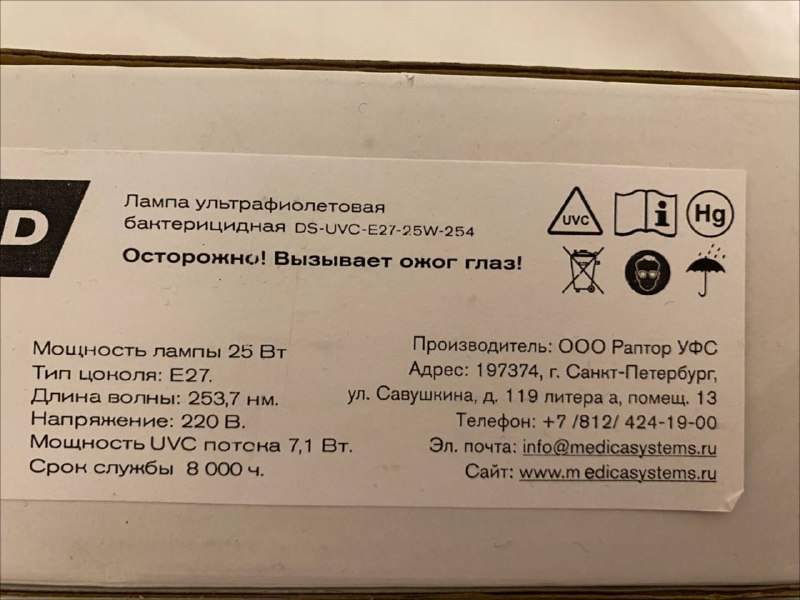 D
Лампа ультрафиолетовая
бактерицидная DS-UVC-E27-25W-254
Осторожно! Вызывает ожог глаз!
UVC
i
Hg
Мощность лампы 25 Вт
Тип цоколя: E27.
Длина волны: 253,7 нм.
Напряжение: 220 В.
Мощность UVC потока 7,1 Вт.
Срок службы 8 000 ч.
Производитель: ООО Раптор УФС
Адрес: 197374, г. Санкт-Петербург,
ул. Савушкина, д. 119 литера а, помещ. 13
Телефон: +7 /812/ 424-19-00
Эл. почта: info@medicasystems.ru
Сайт: www.medicasystems.ru